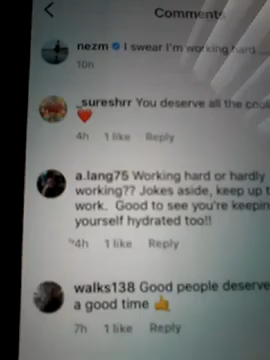 Comments
nezm I swear I'm working hard ....
10h
_sureshrr You deserve all the cool
❤️
4h 1 like Reply
a.lang75 Working hard or hardly
working?? Jokes aside, keep up t
work. Good to see you're keepin
yourself hydrated too!!
4h 1 like Reply
walks138 Good people deserve
a good time 🤙
7h 1 like Reply